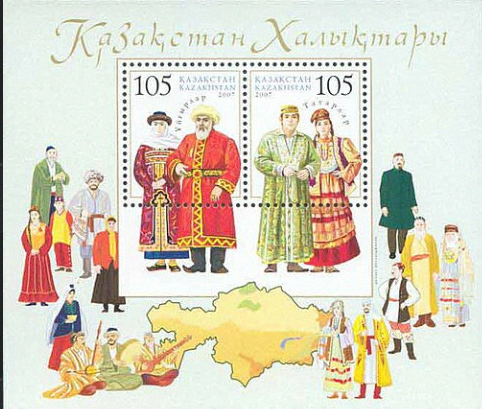 Қазақстан Халықтары
105 ҚАЗАҚСТАН
KAZAKHSTAN
2007
Ұйғырлар
ҚАЗАҚСТАН 105
KAZAKHSTAN
2007
Татарлар